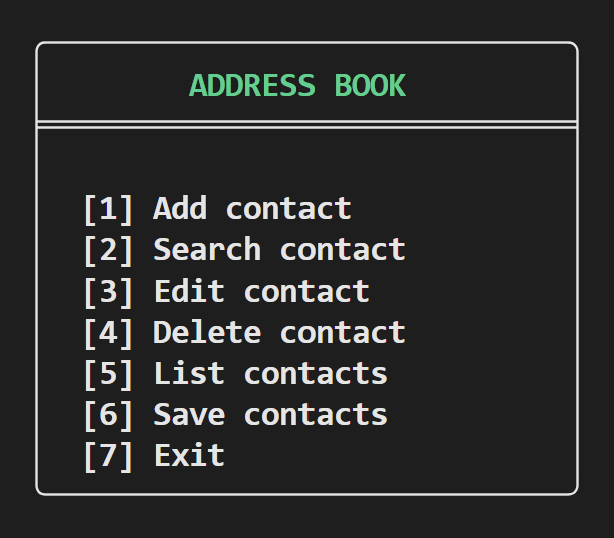 ADDRESS BOOK
[1] Add contact
[2] Search contact
[3] Edit contact
[4] Delete contact
[5] List contacts
[6] Save contacts
[7] Exit